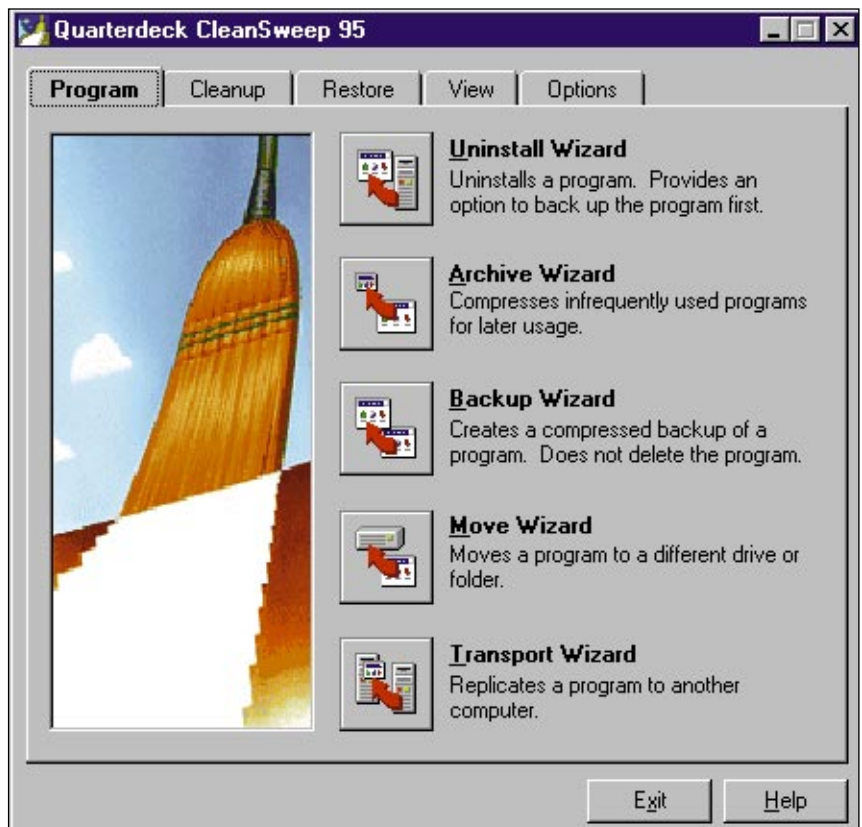 Quarterdeck CleanSweep 95
Program Cleanup Restore View Options
Uninstall Wizard
Uninstalls a program. Provides an
option to back up the program first.
Archive Wizard
Compresses infrequently used programs
for later usage.
Backup Wizard
Creates a compressed backup of a
program. Does not delete the program.
Move Wizard
Moves a program to a different drive or
folder.
Transport Wizard
Replicates a program to another
computer.
Exit Help